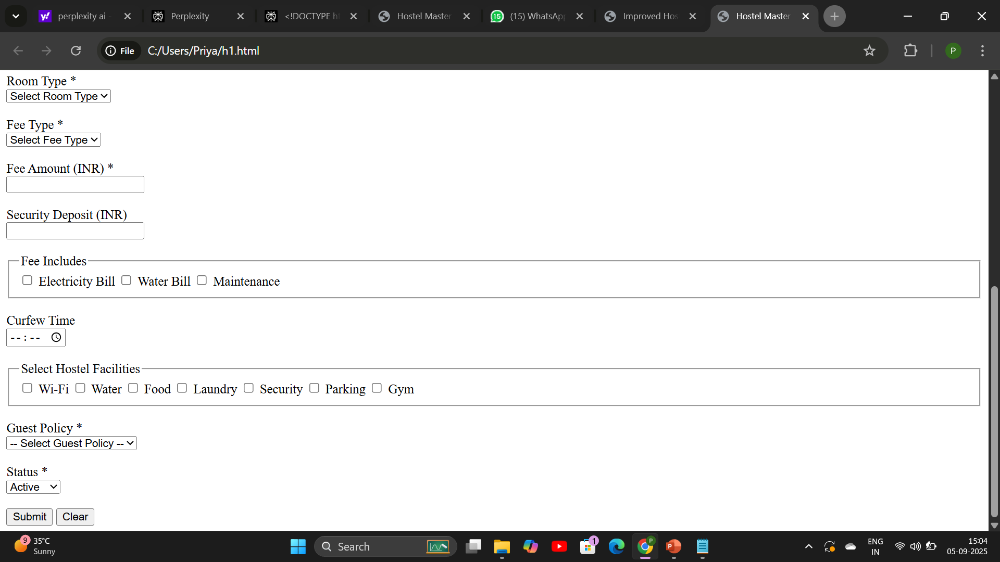 perplexity ai -
Perplexity
<!DOCTYPE h
Hostel Master
15
(15) WhatsApp
Improved Hos
Hostel Master
File
C:/Users/Priya/h1.html
P
Room Type *
Select Room Type
Fee Type *
Select Fee Type
Fee Amount (INR) *
Security Deposit (INR)
Fee Includes
Electricity Bill Water Bill Maintenance
Curfew Time
--:--
Select Hostel Facilities
Wi-Fi Water Food Laundry Security Parking Gym
Guest Policy *
-- Select Guest Policy --
Status *
Active
Submit Clear
9
35°C
Sunny
Search
1
P
P
ENG
IN
15:04
05-09-2025